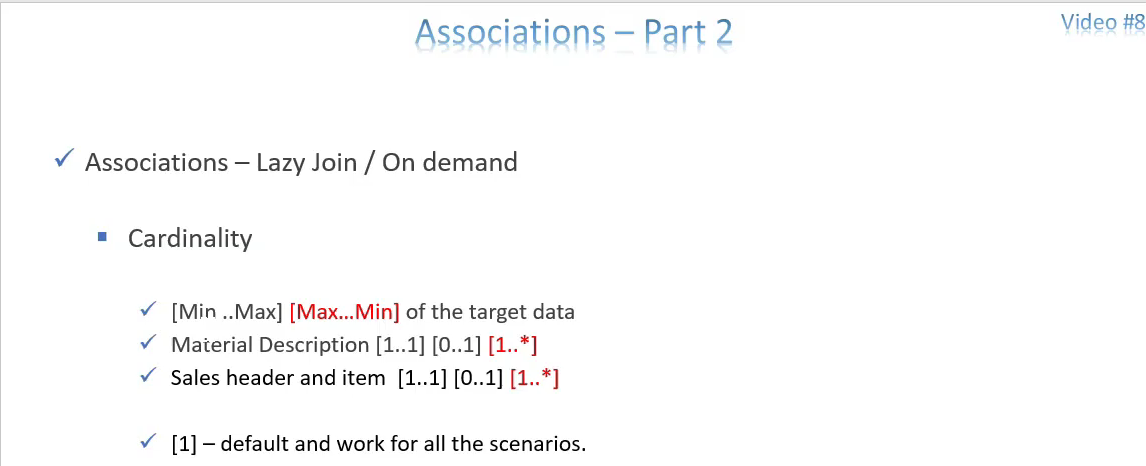 Associations – Part 2
Video #8
Associations – Lazy Join / On demand
Cardinality
[Min ..Max] [Max...Min] of the target data
Material Description [1..1] [0..1] [1..*]
Sales header and item [1..1] [0..1] [1..*]
[1] – default and work for all the scenarios.